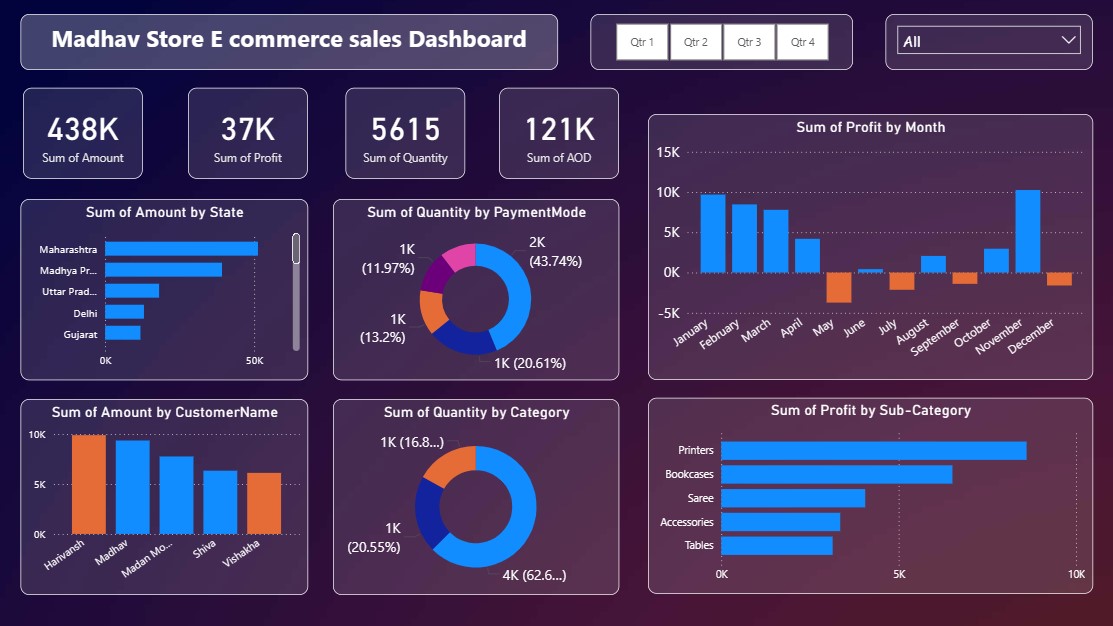 Madhav Store E commerce sales Dashboard
Qtr 1 Qtr 2 Qtr 3 Qtr 4
All
438K
Sum of Amount
37K
Sum of Profit
5615
Sum of Quantity
121K
Sum of AOD
Sum of Profit by Month
15K
10K
5K
0K
-5K
January February March April May June July August September October November December
Sum of Amount by State
Maharashtra
Madhya Pr...
Uttar Prad...
Delhi
Gujarat
0K 50K
Sum of Quantity by PaymentMode
2K
(43.74%)
1K (20.61%)
1K
(13.2%)
1K
(11.97%)
Sum of Amount by CustomerName
10K
5K
0K
Harivansh Madhav Madan Mo... Shiva Vishakha
Sum of Quantity by Category
1K (16.8...)
1K
(20.55%)
4K (62.6...)
Sum of Profit by Sub-Category
Printers
Bookcases
Saree
Accessories
Tables
0K 5K 10K